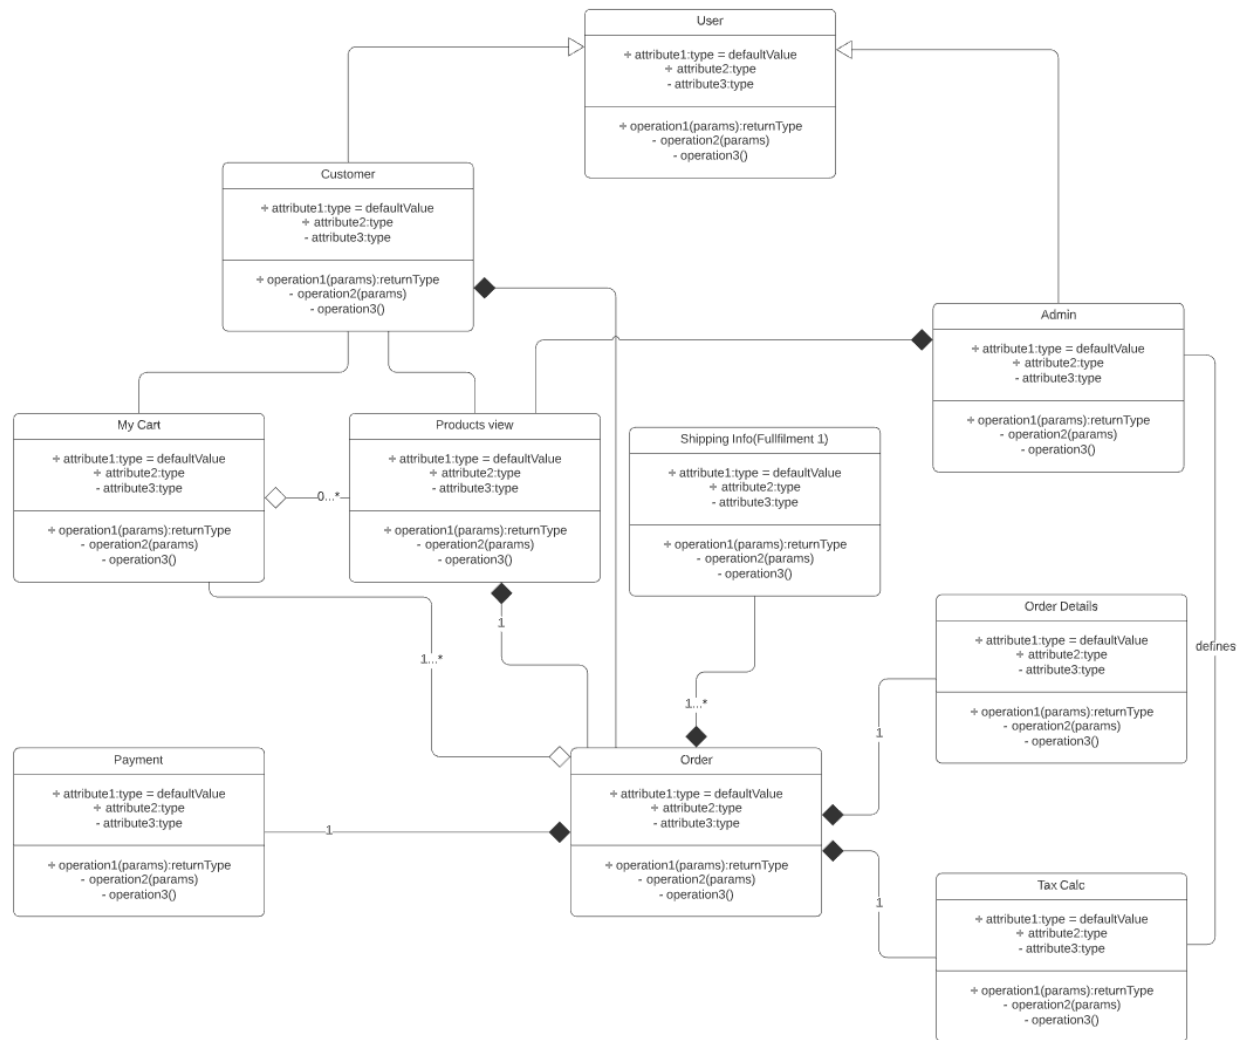 User
+ attribute1:type = defaultValue
+ attribute2:type
- attribute3:type
+ operation1(params):returnType
- operation2(params)
- operation3()
Customer
+ attribute1:type = defaultValue
+ attribute2:type
- attribute3:type
+ operation1(params):returnType
- operation2(params)
- operation3()
Admin
+ attribute1:type = defaultValue
+ attribute2:type
- attribute3:type
+ operation1(params):returnType
- operation2(params)
- operation3()
My Cart
+ attribute1:type = defaultValue
+ attribute2:type
- attribute3:type
+ operation1(params):returnType
- operation2(params)
- operation3()
0...*
Products view
+ attribute1:type = defaultValue
+ attribute2:type
- attribute3:type
+ operation1(params):returnType
- operation2(params)
- operation3()
Shipping Info(Fullfilment 1)
+ attribute1:type = defaultValue
+ attribute2:type
- attribute3:type
+ operation1(params):returnType
- operation2(params)
- operation3()
1
1...*
1...*
Order Details
+ attribute1:type = defaultValue
+ attribute2:type
- attribute3:type
+ operation1(params):returnType
- operation2(params)
- operation3()
defines
1
Payment
+ attribute1:type = defaultValue
+ attribute2:type
- attribute3:type
+ operation1(params):returnType
- operation2(params)
- operation3()
1
Order
+ attribute1:type = defaultValue
+ attribute2:type
- attribute3:type
+ operation1(params):returnType
- operation2(params)
- operation3()
1
Tax Calc
+ attribute1:type = defaultValue
+ attribute2:type
- attribute3:type
+ operation1(params):returnType
- operation2(params)
- operation3()